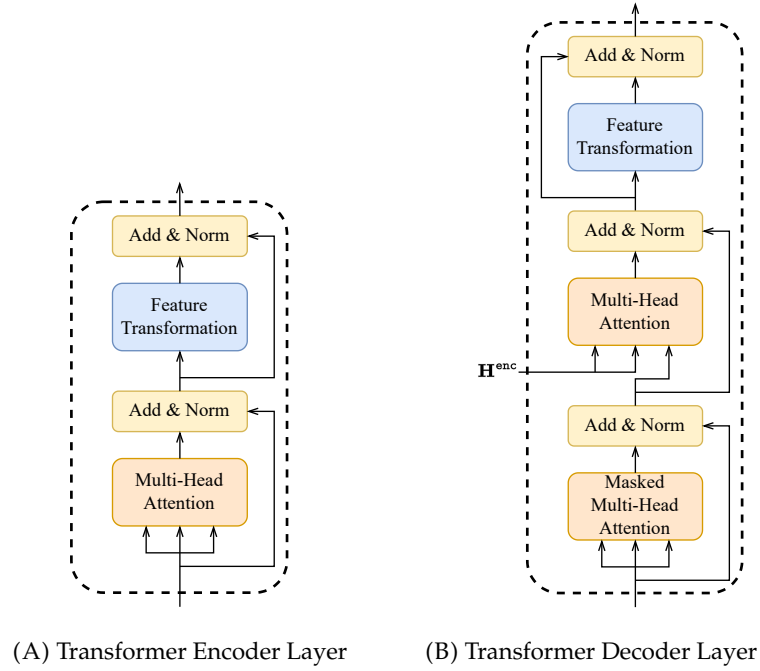 Add & Norm
Feature
Transformation
Add & Norm
Multi-Head
Attention
(A) Transformer Encoder Layer
Add & Norm
Feature
Transformation
Add & Norm
Multi-Head
Attention
H^enc
Add & Norm
Masked
Multi-Head
Attention
(B) Transformer Decoder Layer